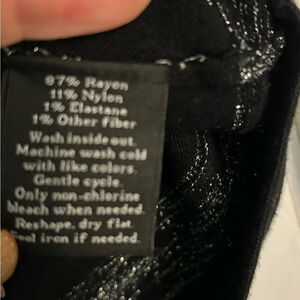 87% Rayon
11% Nylon
1% Elastane
1% Other fiber
Wash inside out.
Machine wash cold
with like colors.
Gentle cycle.
Only non-chlorine
bleach when needed.
Reshape, dry flat.
Cool iron if needed.